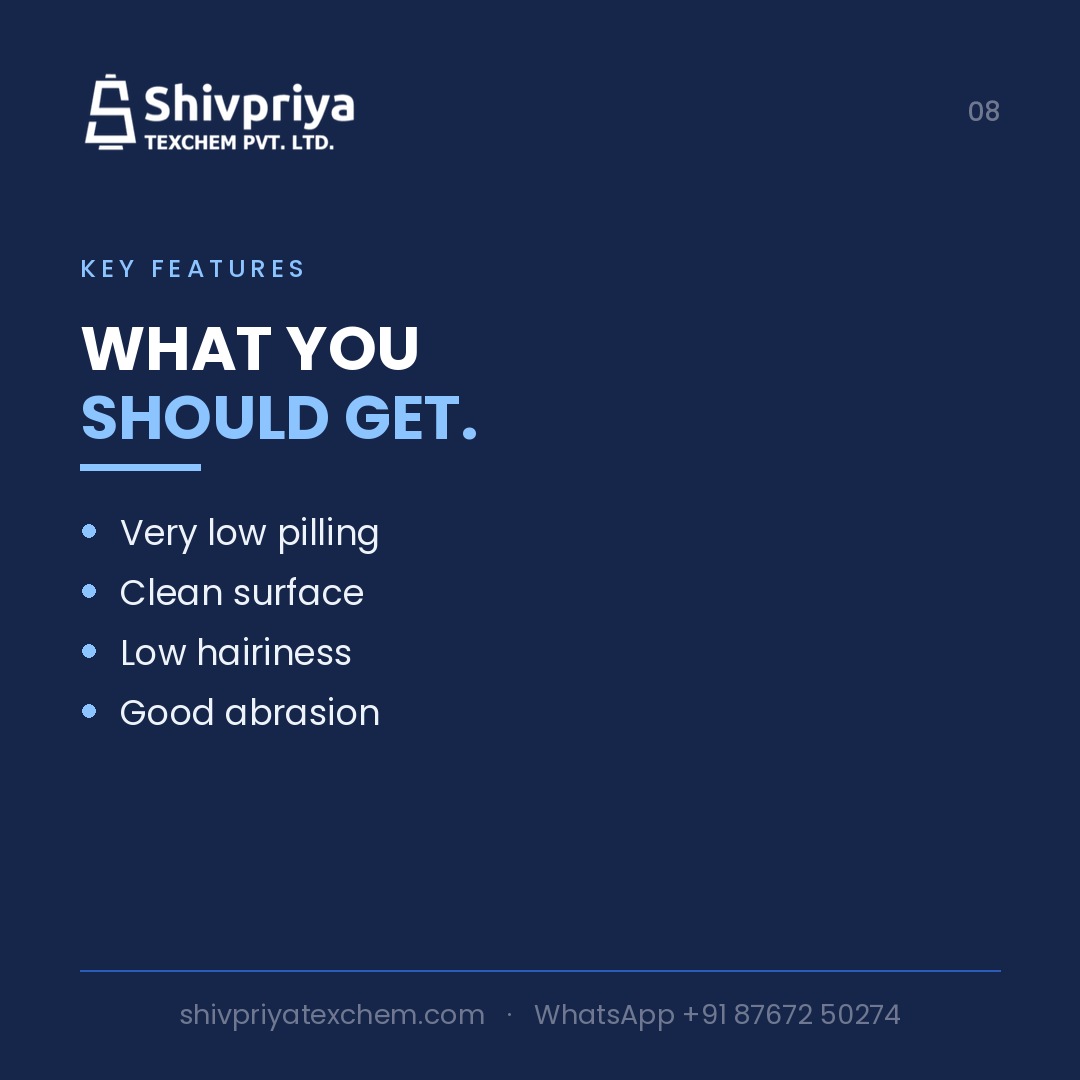 Shivpriya
TEXCHEM PVT. LTD.
08
KEY FEATURES
WHAT YOU
SHOULD GET.
• Very low pilling
• Clean surface
• Low hairiness
• Good abrasion
shivpriyatexchem.com · WhatsApp +91 87672 50274